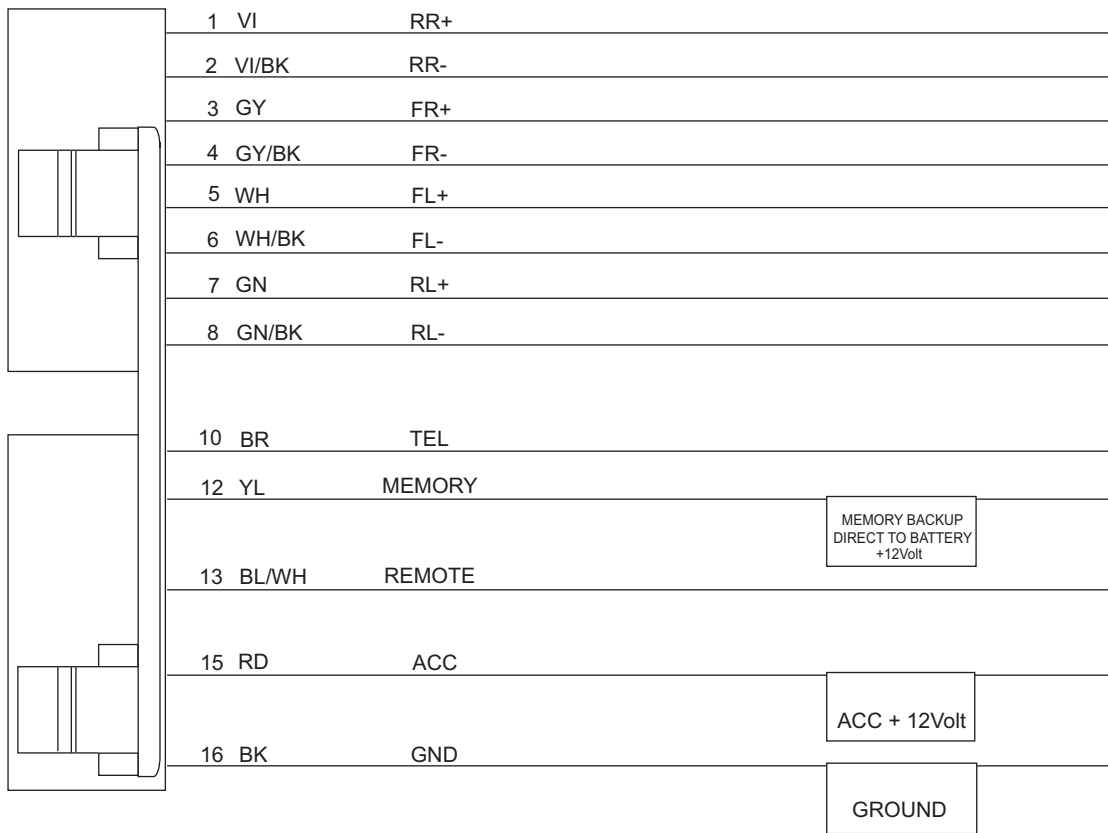 1 VI RR+
2 VI/BK RR-
3 GY FR+
4 GY/BK FR-
5 WH FL+
6 WH/BK FL-
7 GN RL+
8 GN/BK RL-
10 BR TEL
12 YL MEMORY
MEMORY BACKUP
DIRECT TO BATTERY
+12Volt
13 BL/WH REMOTE
15 RD ACC
ACC + 12Volt
16 BK GND
GROUND